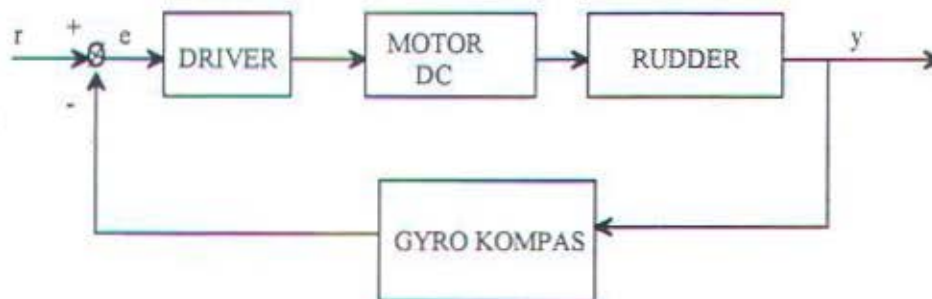 r
+
e
-
DRIVER
MOTOR
DC
RUDDER
y
GYRO KOMPAS